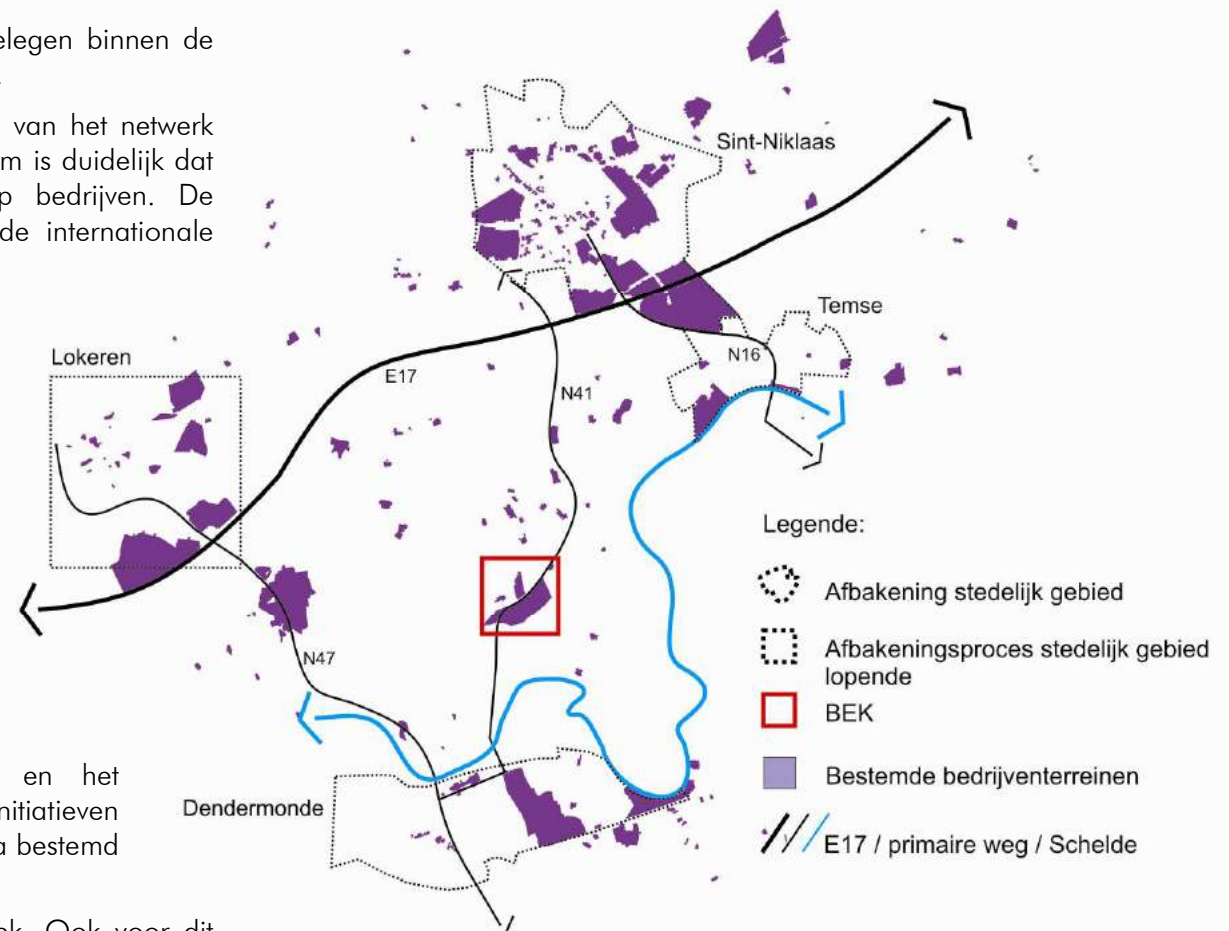 elegen binnen de
van het netwerk
m is duidelijk dat
p bedrijven. De
de internationale
en het
nitiatieven
a bestemd
ok. Ook voor dit
Sint-Niklaas
Temse
Lokeren
N16
E17
N41
N47
Dendermonde
Legende:
Afbakening stedelijk gebied
Afbakeningsproces stedelijk gebied
lopende
BEK
Bestemde bedrijventerreinen
E17 / primaire weg / Schelde